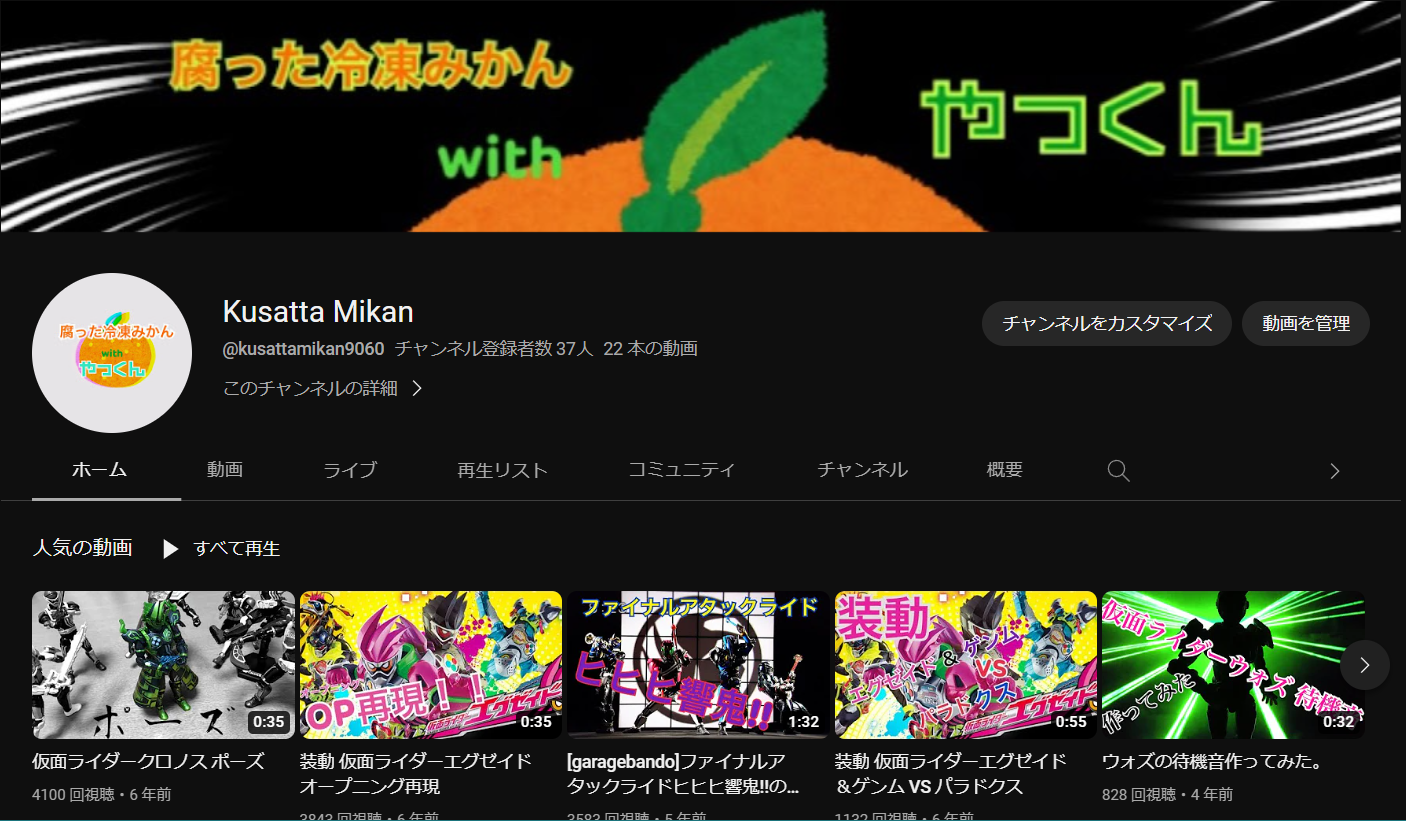 腐った冷凍みかん
with
やつくん
腐った冷凍みかん
with
やつくん
Kusatta Mikan
@kusattamikan9060 チャンネル登録者数 37人 22 本の動画
このチャンネルの詳細
チャンネルをカスタマイズ
動画を管理
ホーム 動画 ライブ 再生リスト コミュニティ チャンネル 概要
人気の動画 すべて再生
ポーズ
0:35
OP再現！！
仮面ライダーエグゼイド
0:35
ファイナルアタックライド
ヒヒヒ響鬼!!
1:32
装動
エグゼイド & ゲンム
VS
パラドクス
仮面ライダーエグゼイド
0:55
仮面ライダーウォズ 待機音
作ってみた
0:32
仮面ライダークロノス ポーズ
4100 回視聴・6 年前
装動 仮面ライダーエグゼイド
オープニング再現
3843 回視聴・6 年前
[garagebando]ファイナルア
タックライドヒヒヒ響鬼!!の...
3583 回視聴・5 年前
装動 仮面ライダーエグゼイド
＆ゲンム VS パラドクス
1132 回視聴・6 年前
ウォズの待機音作ってみた。
828 回視聴・4 年前